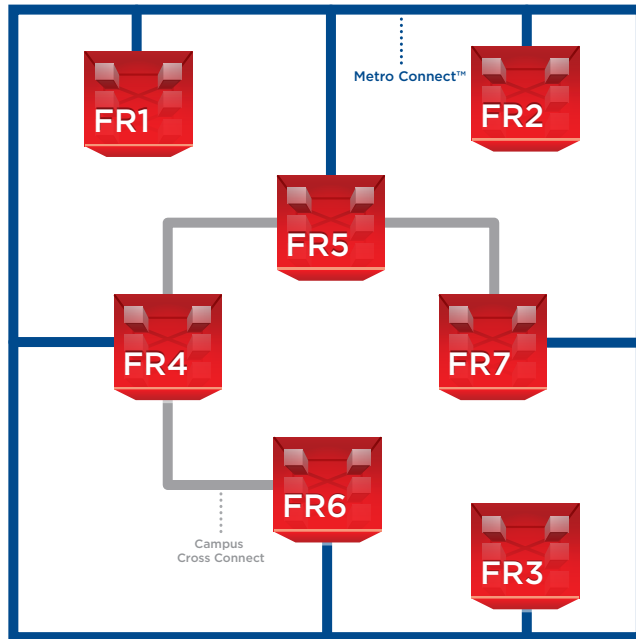 Metro Connect™
FR1
FR2
FR5
FR4
FR7
FR6
Campus
Cross Connect
FR3